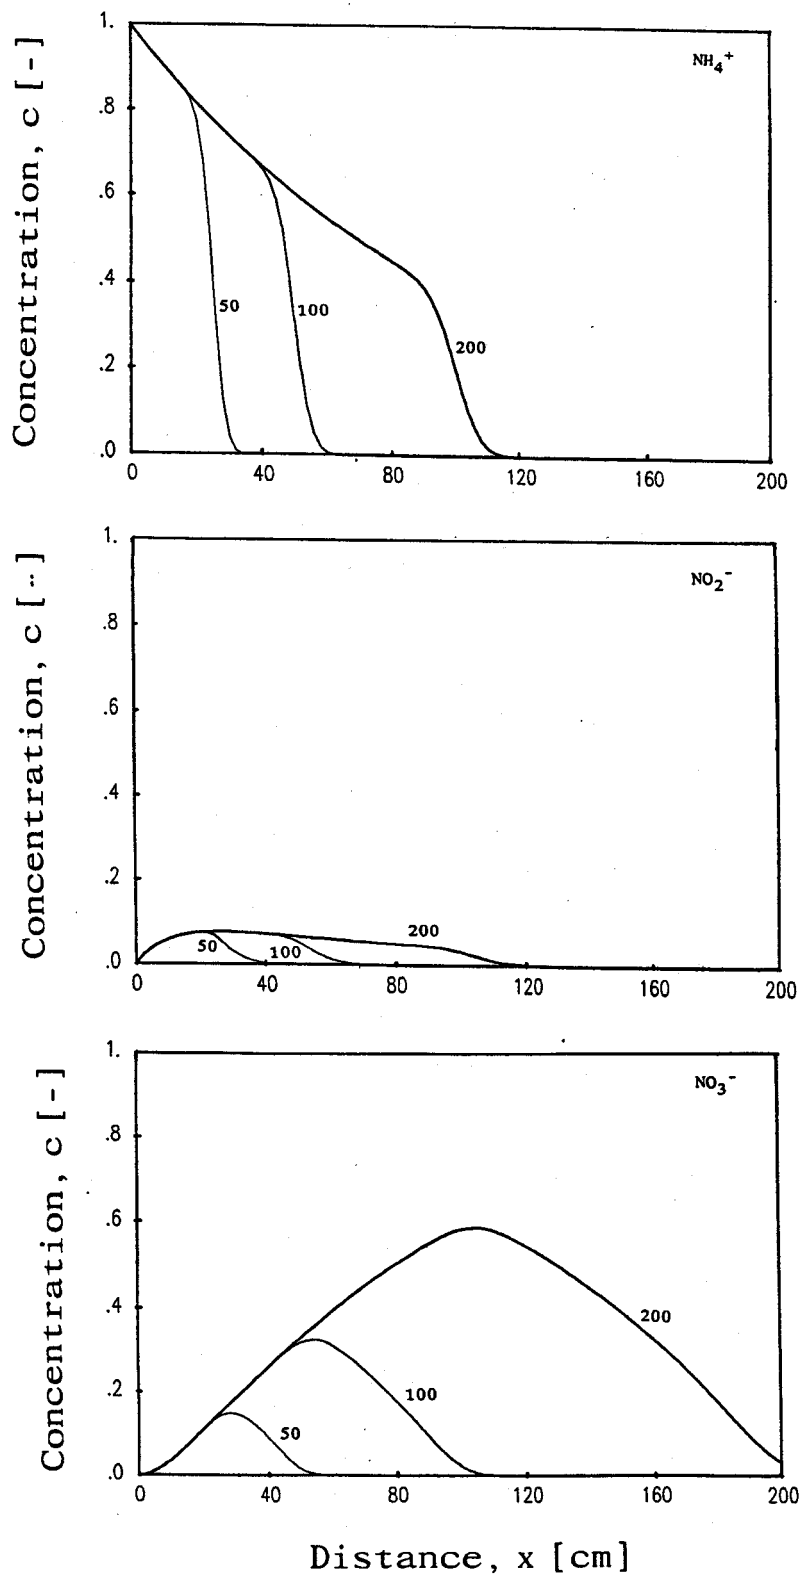 Concentration, c [-]
1.
.8
.6
.4
.2
.0
NH4+
50
100
200
0 40 80 120 160 200
Concentration, c [-]
1.
.8
.6
.4
.2
.0
NO2-
50
100
200
0 40 80 120 160 200
Concentration, c [-]
1.
.8
.6
.4
.2
.0
NO3-
50
100
200
0 40 80 120 160 200
Distance, x [cm]